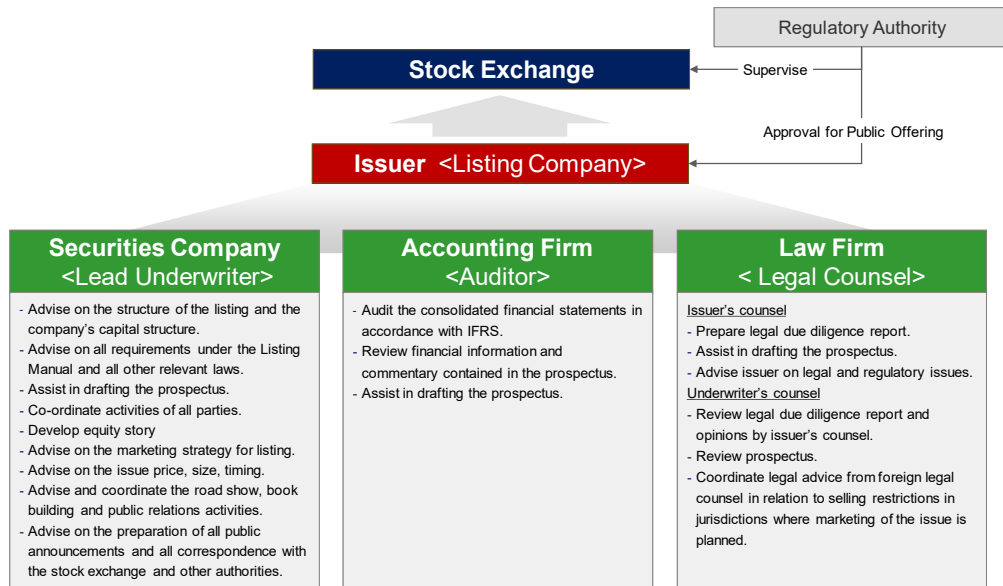 Regulatory Authority
Stock Exchange
Supervise
Approval for Public Offering
Issuer <Listing Company>
Securities Company
<Lead Underwriter>
- Advise on the structure of the listing and the
company's capital structure.
- Advise on all requirements under the Listing
Manual and all other relevant laws.
- Assist in drafting the prospectus.
- Co-ordinate activities of all parties.
- Develop equity story
- Advise on the marketing strategy for listing.
- Advise on the issue price, size, timing.
- Advise and coordinate the road show, book
building and public relations activities.
- Advise on the preparation of all public
announcements and all correspondence with
the stock exchange and other authorities.
Accounting Firm
<Auditor>
- Audit the consolidated financial statements in
accordance with IFRS.
- Review financial information and
commentary contained in the prospectus.
- Assist in drafting the prospectus.
Law Firm
< Legal Counsel>
Issuer's counsel
- Prepare legal due diligence report.
- Assist in drafting the prospectus.
- Advise issuer on legal and regulatory issues.
Underwriter's counsel
- Review legal due diligence report and
opinions by issuer's counsel.
- Review prospectus.
- Coordinate legal advice from foreign legal
counsel in relation to selling restrictions in
jurisdictions where marketing of the issue is
planned.